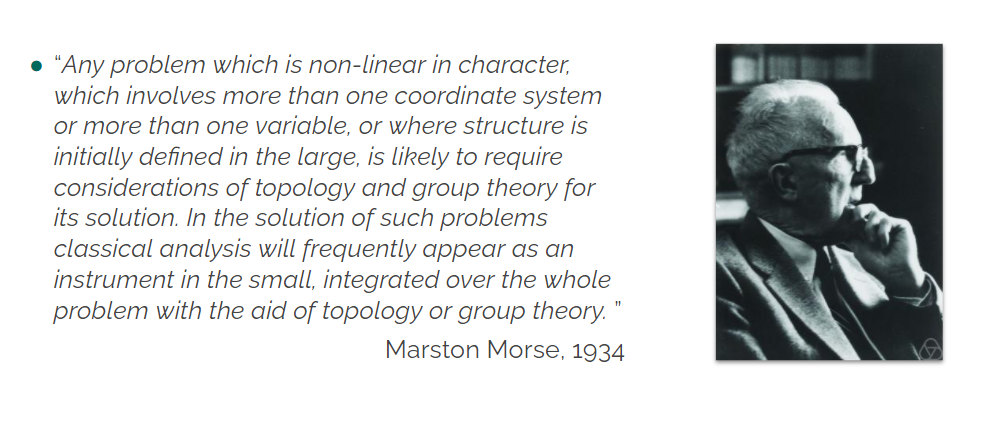 “Any problem which is non-linear in character,
which involves more than one coordinate system
or more than one variable, or where structure is
initially defined in the large, is likely to require
considerations of topology and group theory for
its solution. In the solution of such problems
classical analysis will frequently appear as an
instrument in the small, integrated over the whole
problem with the aid of topology or group theory. ”
Marston Morse, 1934